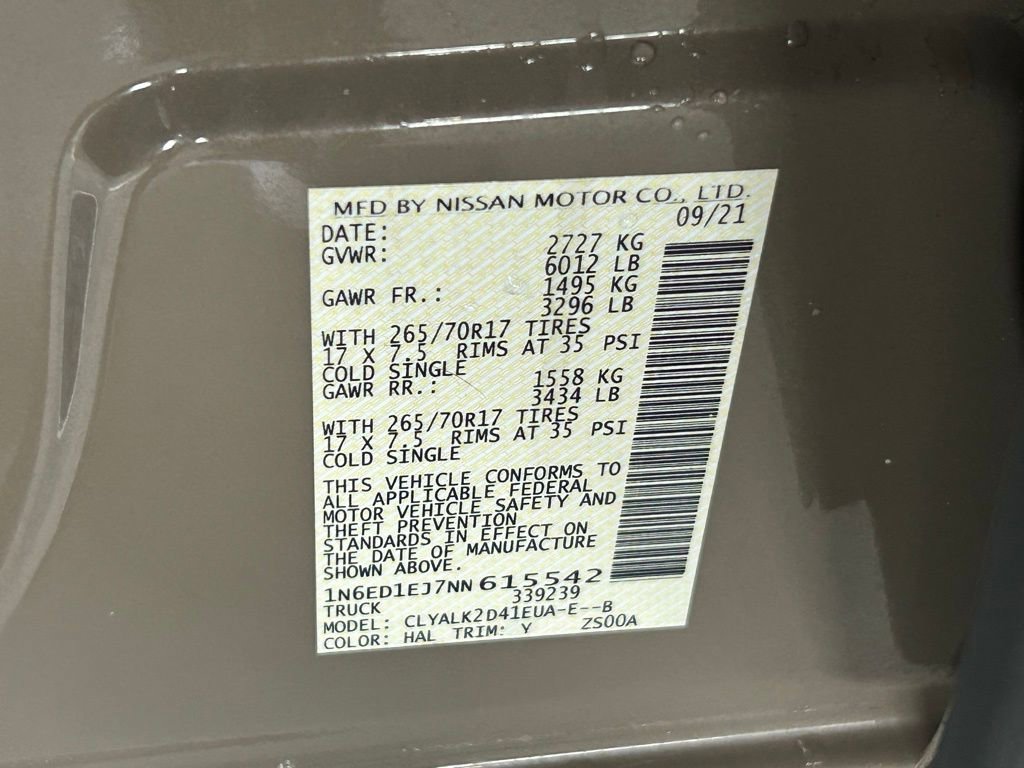 MFD BY NISSAN MOTOR CO., LTD.
DATE: 09/21
GVWR: 2727 KG
6012 LB
GAWR FR.: 1495 KG
3296 LB
WITH 265/70R17 TIRES
17 X 7.5 RIMS AT 35 PSI
COLD SINGLE
GAWR RR.: 1558 KG
3434 LB
WITH 265/70R17 TIRES
17 X 7.5 RIMS AT 35 PSI
COLD SINGLE
THIS VEHICLE CONFORMS TO
ALL APPLICABLE FEDERAL
MOTOR VEHICLE SAFETY AND
THEFT PREVENTION
STANDARDS IN EFFECT ON
THE DATE OF MANUFACTURE
SHOWN ABOVE.
1N6ED1EJ7NN615542
TRUCK 339239
MODEL: CLYALK2D41EUA-E--B
COLOR: HAL TRIM: Y ZS00A